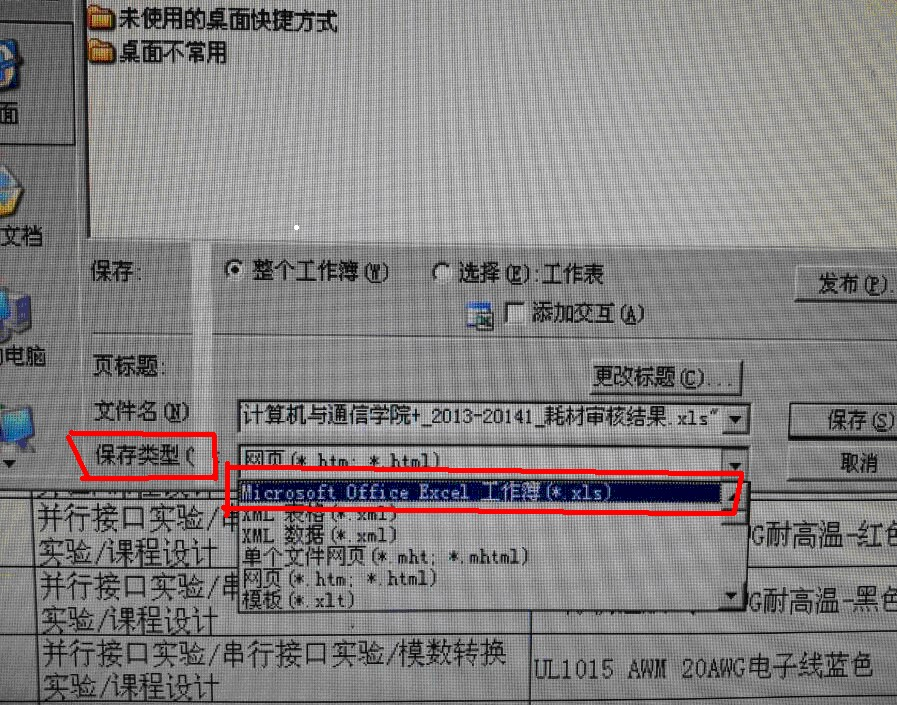 未使用的桌面快捷方式
桌面不常用
面
文档
电脑
保存:
整个工作簿(W)
选择(E):工作表
发布(P).
添加交互(A)
页标题:
更改标题(C)...
文件名(N)
计算机与通信学院+_2013-20141_耗材审核结果.xls"
保存(S)
保存类型(
网页(*.htm; *.html)
取消
Microsoft Office Excel 工作簿(*.xls)
XML 表格(*.xml)
XML 数据(*.xml)
单个文件网页(*.mht; *.mhtml)
网页(*.htm; *.html)
模板(*.xlt)
实验/课程设计
并行接口实验/串
实验/课程设计
G耐高温-红色
并行接口实验/串
实验/课程设计
G耐高温-黑色
并行接口实验/串行接口实验/模数转换
实验/课程设计
UL1015 AWM 20AWG电子线蓝色